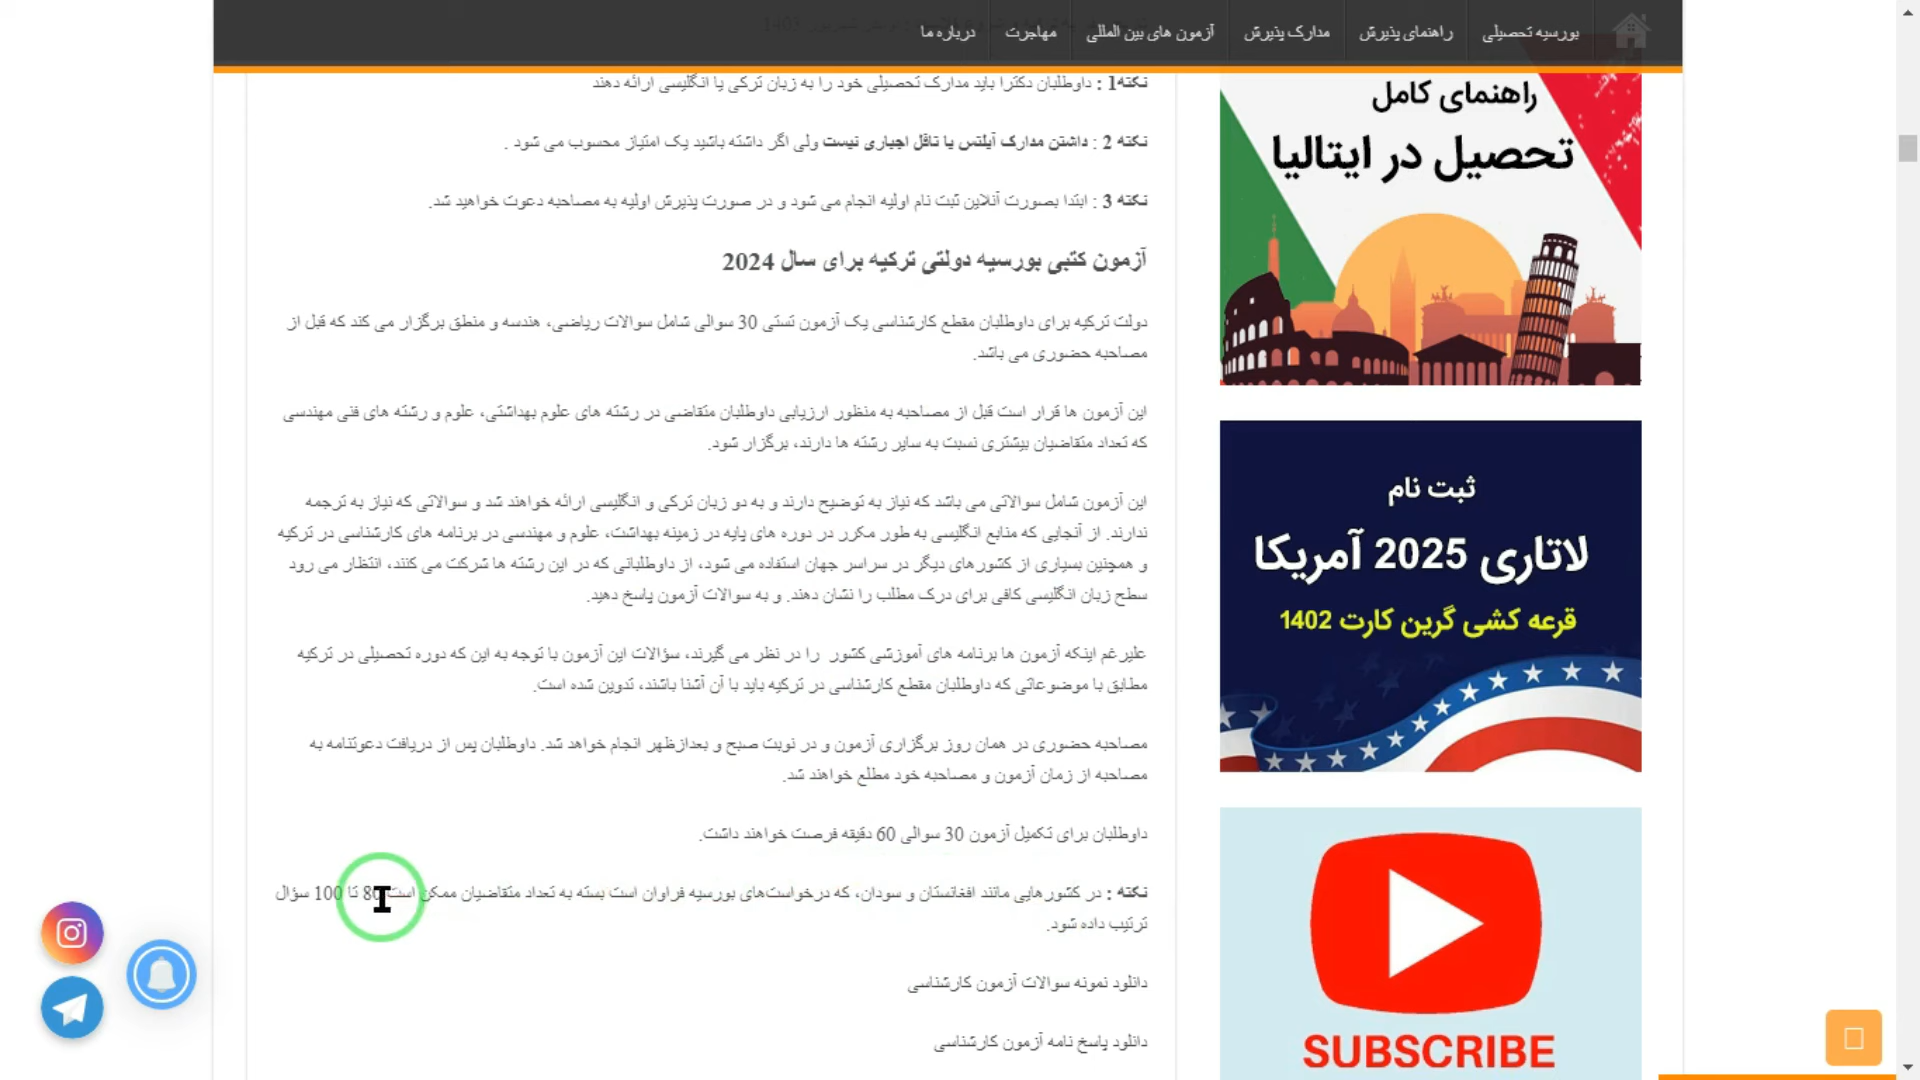 بورسیه تحصیلی
راهنمای پذیرش
مدارک پذیرش
آزمون های بین المللی
مهاجرت
درباره ما
نکته1 : داوطلبان دکترا باید مدارک تحصیلی خود را به زبان ترکی یا انگلیسی ارائه دهند
نکته 2 : داشتن مدارک آیلتس یا تافل اجباری نیست ولی اگر داشته باشید یک امتیاز محسوب می شود .
نکته 3 : ابتدا بصورت آنلاین ثبت نام اولیه انجام می شود و در صورت پذیرش اولیه به مصاحبه دعوت خواهید شد.
آزمون کتبی بورسیه دولتی ترکیه برای سال 2024
دولت ترکیه برای داوطلبان مقطع کارشناسی یک آزمون تستی 30 سوالی شامل سوالات ریاضی، هندسه و منطق برگزار می کند که قبل از
مصاحبه حضوری می باشد.
این آزمون ها قرار است قبل از مصاحبه به منظور ارزیابی داوطلبان متقاضی در رشته های علوم بهداشتی، علوم و رشته های فنی مهندسی
که تعداد متقاضیان بیشتری نسبت به سایر رشته ها دارند، برگزار شود.
این آزمون شامل سوالاتی می باشد که نیاز به توضیح دارند و به دو زبان ترکی و انگلیسی ارائه خواهند شد و سوالاتی که نیاز به ترجمه
ندارند. از آنجایی که منابع انگلیسی به طور مکرر در دوره های پایه در زمینه بهداشت، علوم و مهندسی در برنامه های کارشناسی در ترکیه
و همچنین بسیاری از کشورهای دیگر در سراسر جهان استفاده می شود، از داوطلبانی که در این رشته ها شرکت می کنند، انتظار می رود
سطح زبان انگلیسی کافی برای درک مطلب را نشان دهند. و به سوالات آزمون پاسخ دهید.
علیرغم اینکه آزمون ها برنامه های آموزشی کشور را در نظر می گیرند، سؤالات این آزمون با توجه به این که دوره تحصیلی در ترکیه
مطابق با موضوعاتی که داوطلبان مقطع کارشناسی در ترکیه باید با آن آشنا باشند، تدوین شده است.
مصاحبه حضوری در همان روز برگزاری آزمون و در نوبت صبح و بعدازظهر انجام خواهد شد. داوطلبان پس از دریافت دعوتنامه به
مصاحبه از زمان آزمون و مصاحبه خود مطلع خواهند شد.
داوطلبان برای تکمیل آزمون 30 سوالی 60 دقیقه فرصت خواهند داشت.
نکته : در کشورهایی مانند افغانستان و سودان، که درخواست‌های بورسیه فراوان است بسته به تعداد متقاضیان ممکن است 80 تا 100 سؤال
ترتیب داده شود.
دانلود نمونه سوالات آزمون کارشناسی
دانلود پاسخ نامه آزمون کارشناسی
راهنمای کامل
تحصیل در ایتالیا
ثبت نام
لاتاری 2025 آمریکا
قرعه کشی گرین کارت 1402
SUBSCRIBE